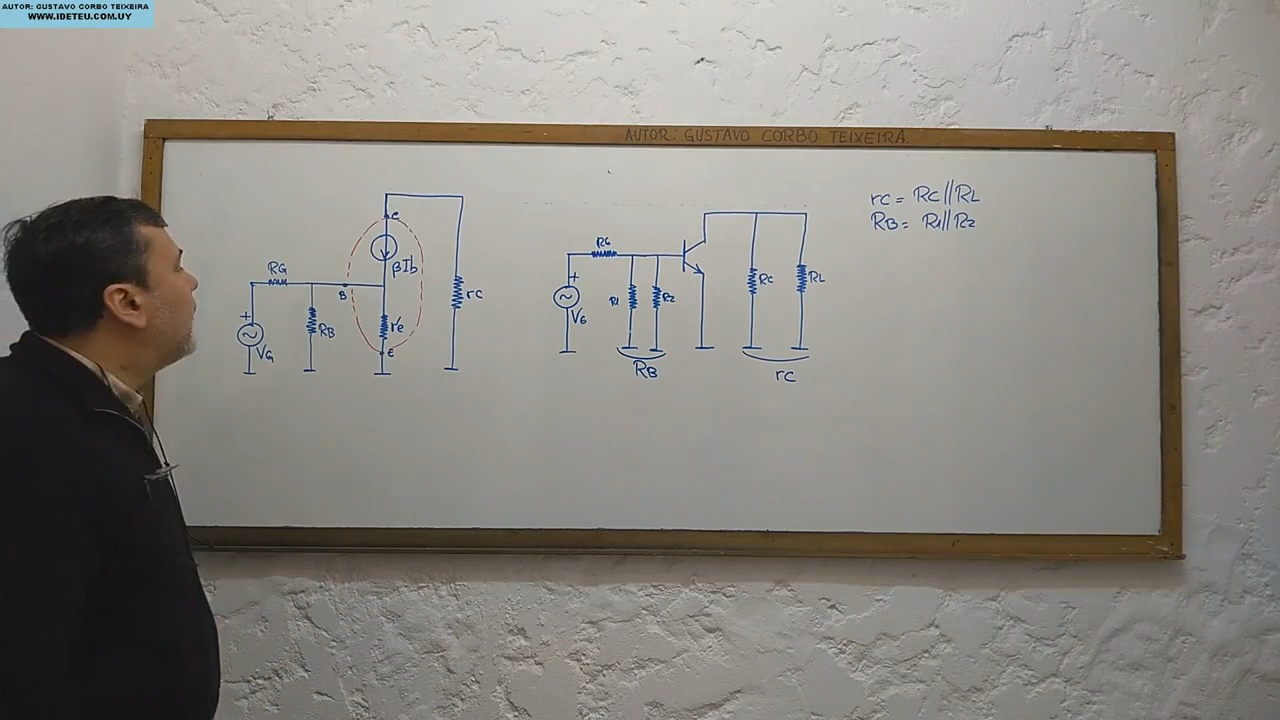 AUTOR: GUSTAVO CORBO TEIXEIRA
WWW.IDETEU.COM.UY
AUTOR: GUSTAVO CORBO TEIXEIRA.
rc = RC//RL
RB = R1//R2
C
βIb
RG
B
RB
r'e
rc
+
VG
E
RG
+
VG
R1
R2
RC
RL
RB
rc